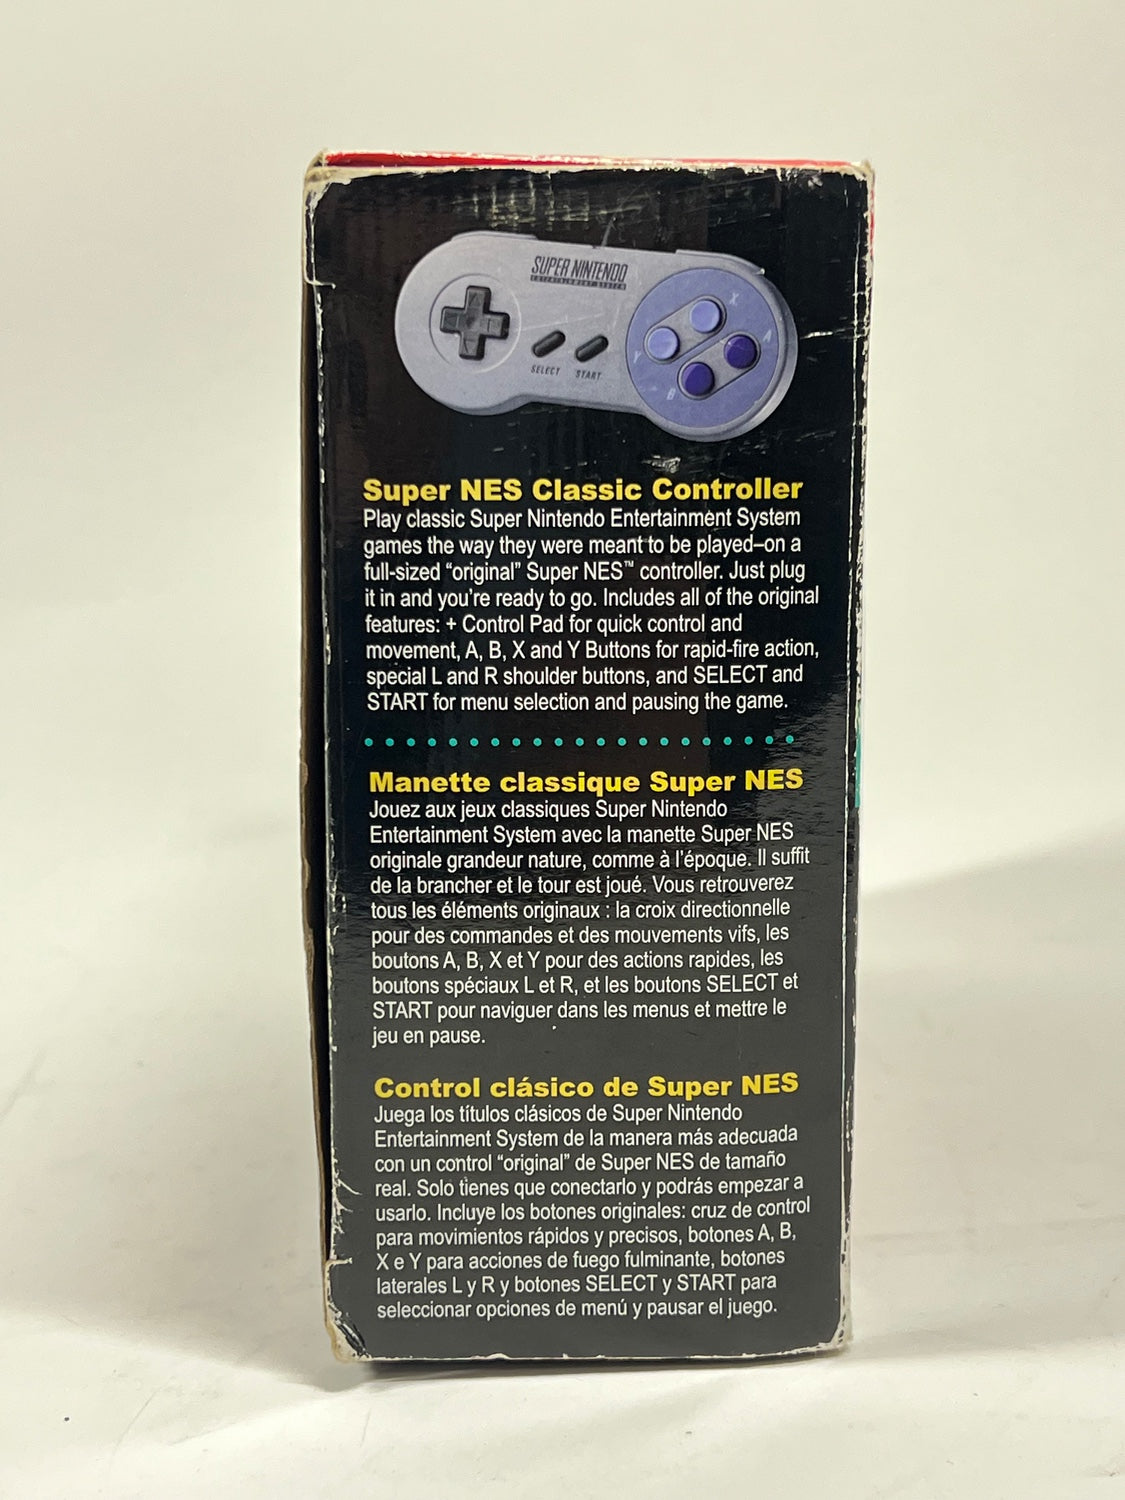 SUPER NINTENDO
ENTERTAINMENT SYSTEM
X
Y
A
B
SELECT START
Super NES Classic Controller
Play classic Super Nintendo Entertainment System
games the way they were meant to be played–on a
full-sized “original” Super NES™ controller. Just plug
it in and you’re ready to go. Includes all of the original
features: + Control Pad for quick control and
movement, A, B, X and Y Buttons for rapid-fire action,
special L and R shoulder buttons, and SELECT and
START for menu selection and pausing the game.
Manette classique Super NES
Jouez aux jeux classiques Super Nintendo
Entertainment System avec la manette Super NES
originale grandeur nature, comme à l’époque. Il suffit
de la brancher et le tour est joué. Vous retrouverez
tous les éléments originaux : la croix directionnelle
pour des commandes et des mouvements vifs, les
boutons A, B, X et Y pour des actions rapides, les
boutons spéciaux L et R, et les boutons SELECT et
START pour naviguer dans les menus et mettre le
jeu en pause.
Control clásico de Super NES
Juega los títulos clásicos de Super Nintendo
Entertainment System de la manera más adecuada
con un control “original” de Super NES de tamaño
real. Solo tienes que conectarlo y podrás empezar a
usarlo. Incluye los botones originales: cruz de control
para movimientos rápidos y precisos, botones A, B,
X e Y para acciones de fuego fulminante, botones
laterales L y R y botones SELECT y START para
seleccionar opciones de menú y pausar el juego.